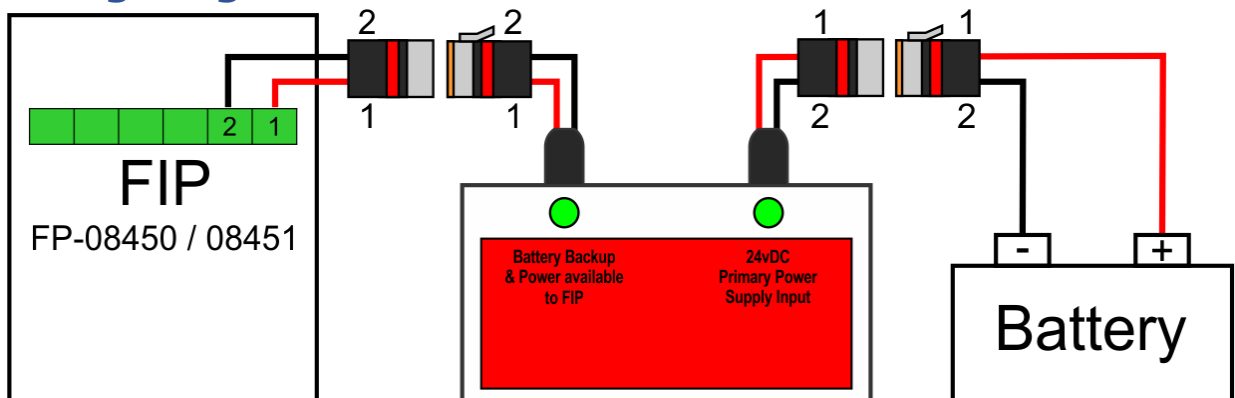 2
2
1
1
1
1
2
2
2
1
FIP
FP-08450 / 08451
Battery Backup
& Power available
to FIP
24vDC
Primary Power
Supply Input
-
+
Battery